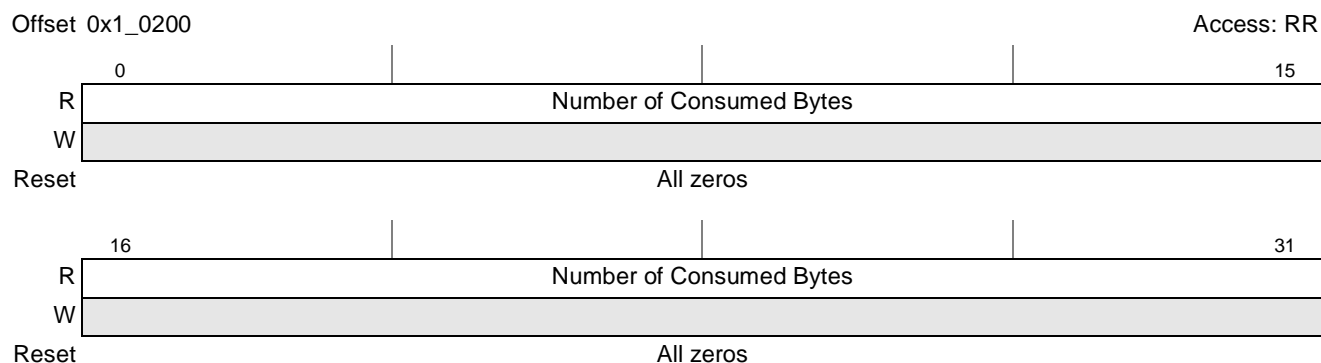 Offset 0x1_0200 Access: RR
0 15
R Number of Consumed Bytes
W
Reset All zeros
16 31
R Number of Consumed Bytes
W
Reset All zeros